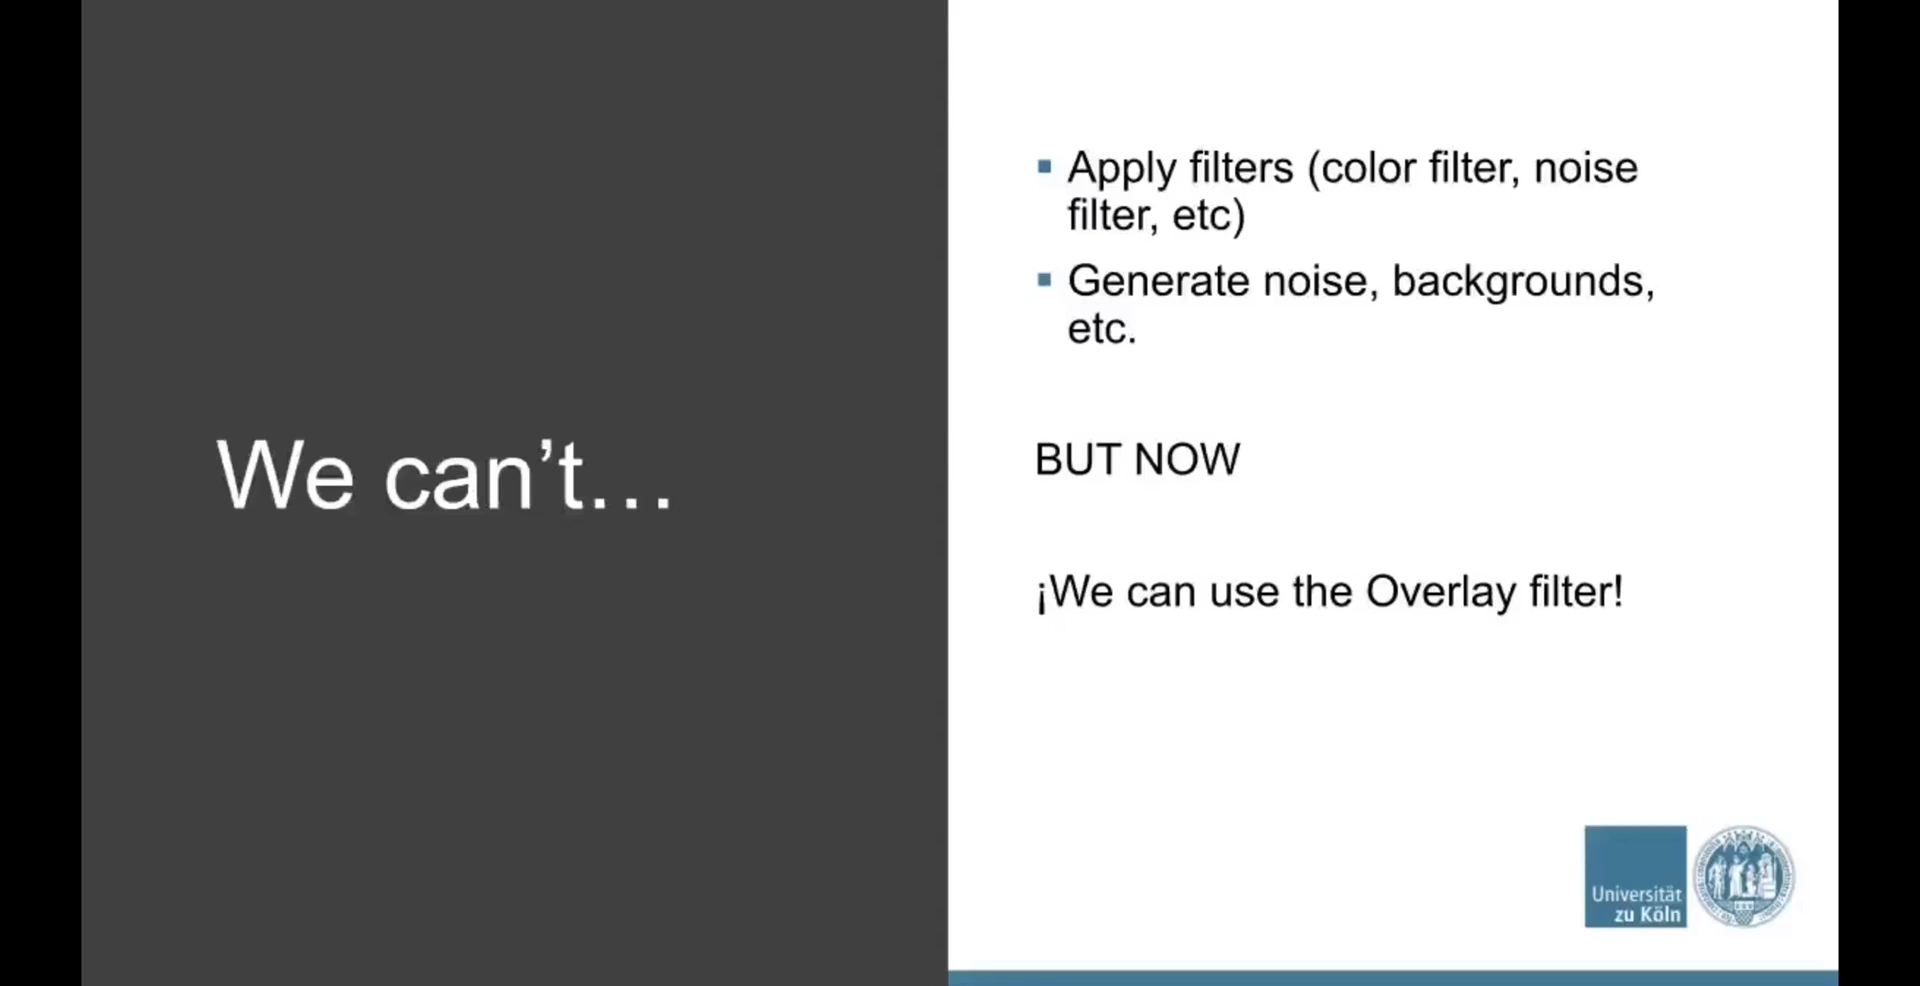 We can’t…
Apply filters (color filter, noise
filter, etc)
Generate noise, backgrounds,
etc.
BUT NOW
¡We can use the Overlay filter!
Universität
zu Köln